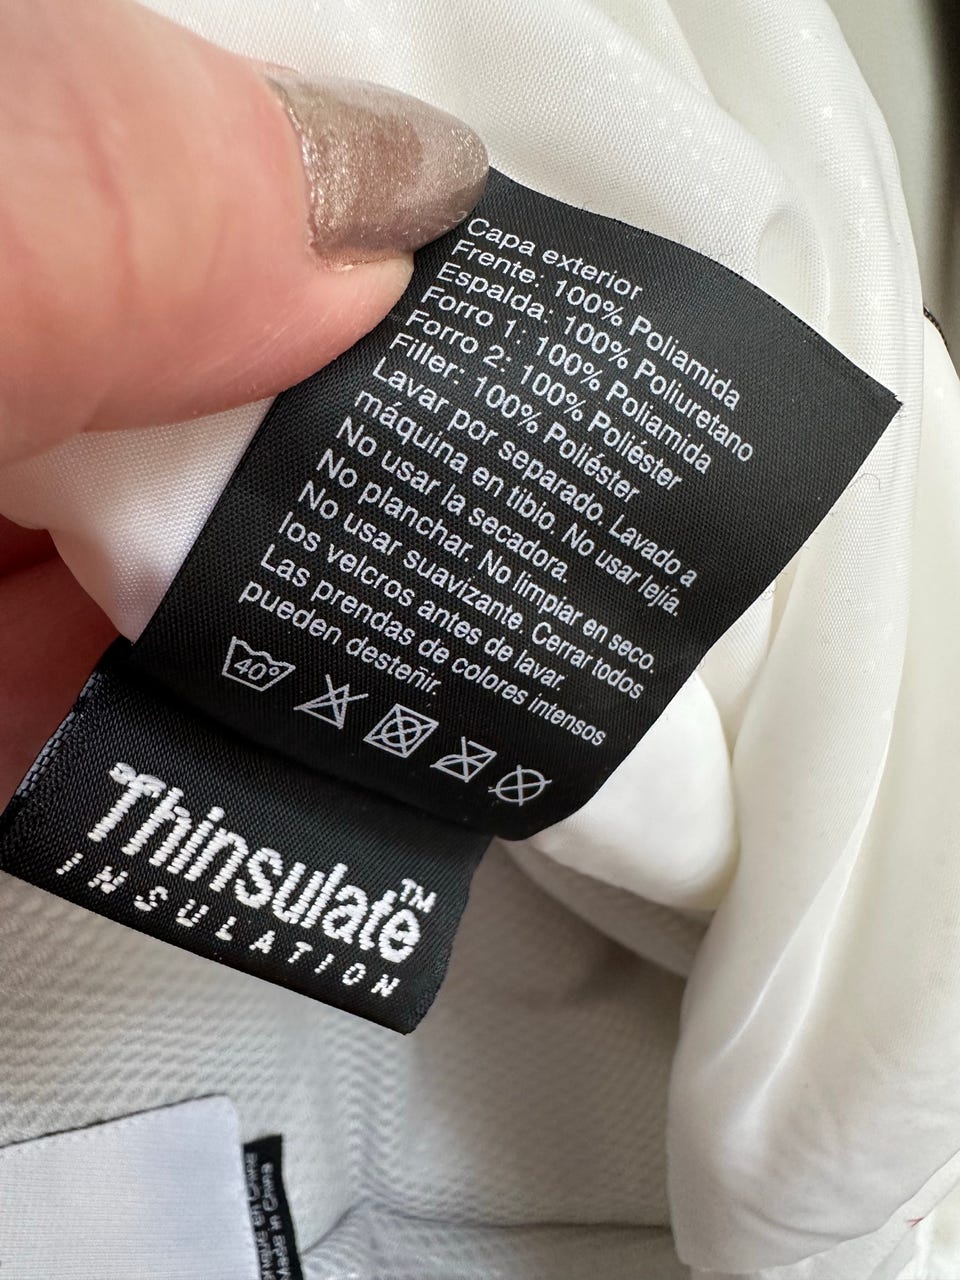 Capa exterior
Frente: 100% Poliamida
Espalda: 100% Poliuretano
Forro 1: 100% Poliamida
Forro 2: 100% Poliéster
Filler: 100% Poliéster
Lavar por separado. Lavado a
máquina en tibio. No usar lejía.
No usar la secadora.
No planchar. No limpiar en seco.
No usar suavizante. Cerrar todos
los velcros antes de lavar.
Las prendas de colores intensos
pueden desteñir.
40°
Thinsulate™
INSULATION
Made in China